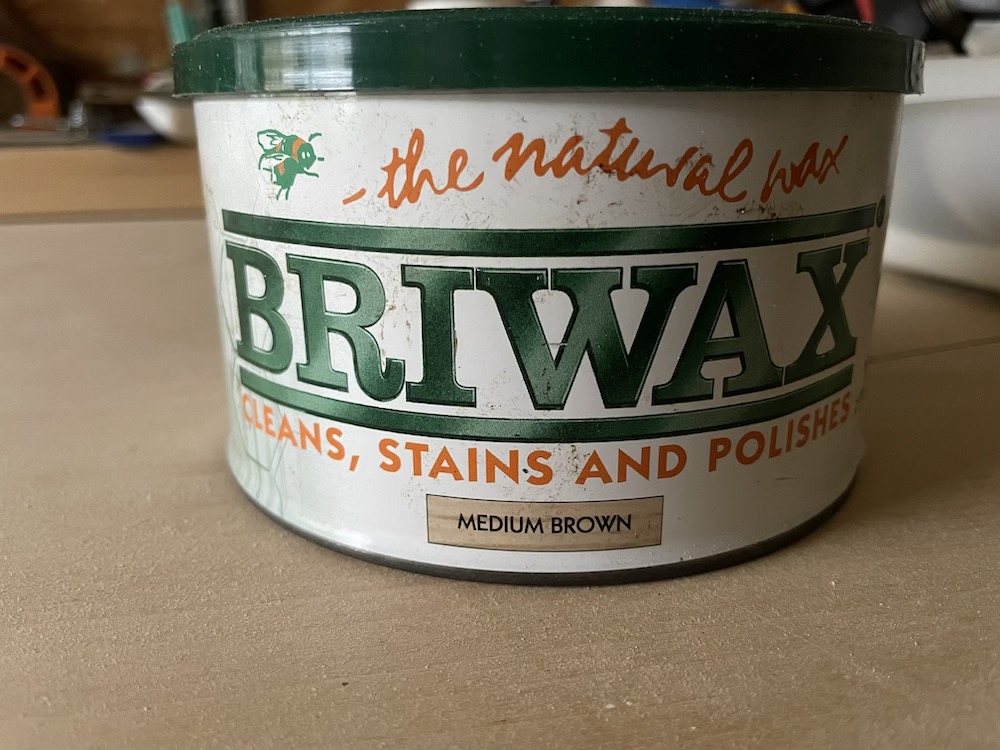 - the natural wax
BRIWAX
CLEANS, STAINS AND POLISHES
MEDIUM BROWN